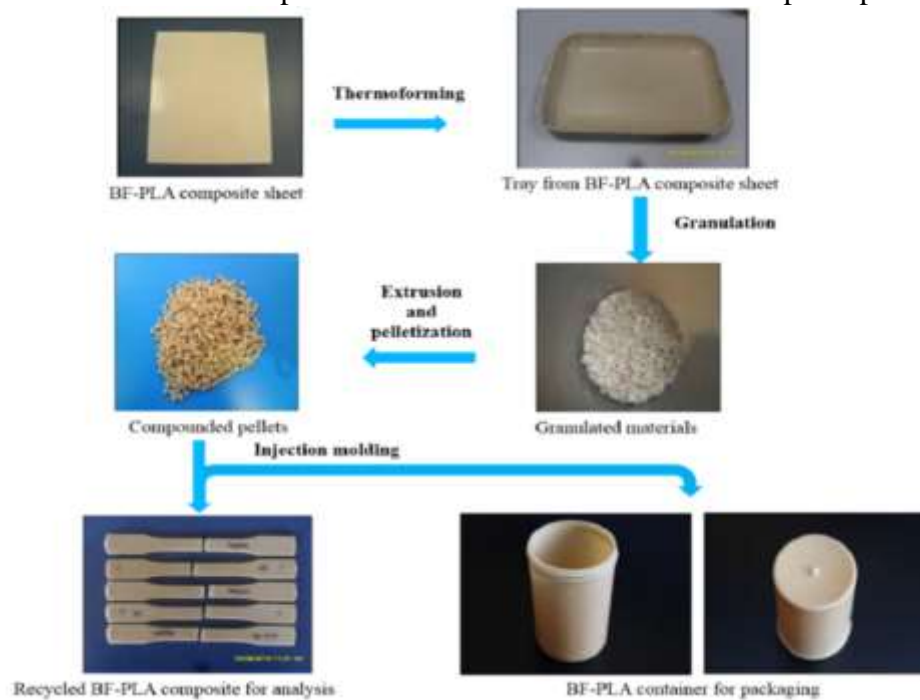 Thermoforming
BF-PLA composite sheet
Tray from BF-PLA composite sheet
Granulation
Extrusion
and
pelletization
Compounded pellets
Granulated materials
Injection molding
Recycled BF-PLA composite for analysis
BF-PLA container for packaging